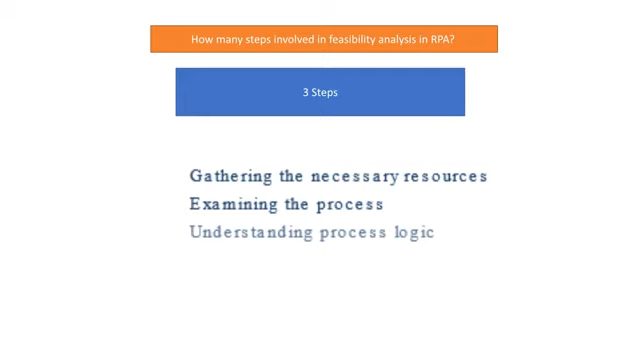 How many steps involved in feasibility analysis in RPA?
3 Steps
Gathering the necessary resources
Examining the process
Understanding process logic